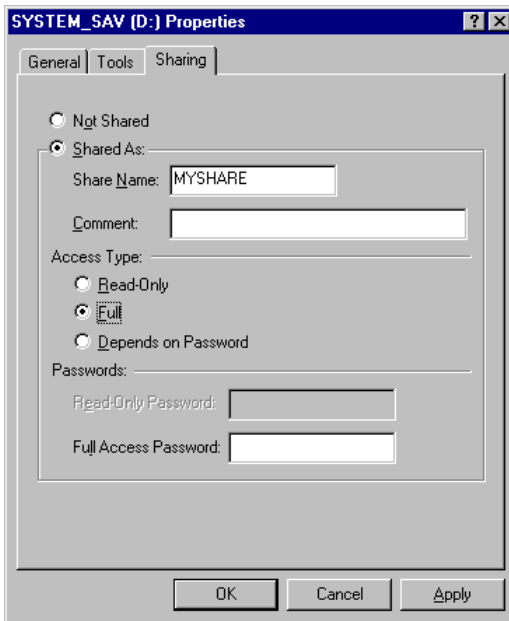 SYSTEM_SAV (D:) Properties
General Tools Sharing
Not Shared
Shared As:
Share Name: MYSHARE
Comment:
Access Type:
Read-Only
Full
Depends on Password
Passwords:
Read-Only Password:
Full Access Password:
OK Cancel Apply